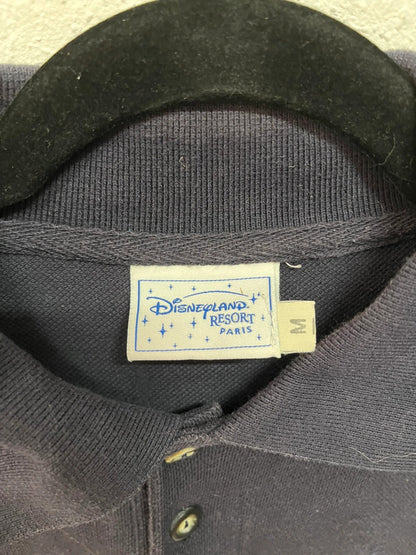 Disneyland
RESORT
PARIS
M